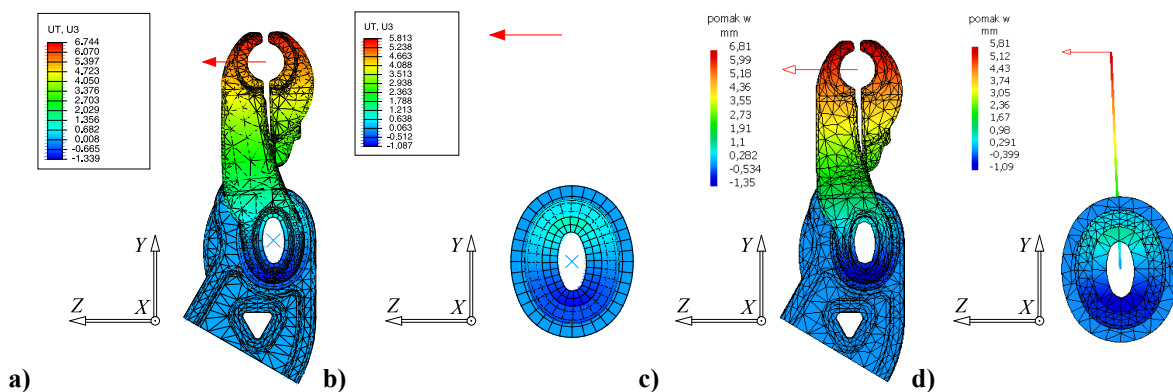 UT, U3
6.744
6.070
5.397
4.723
4.050
3.376
2.703
2.029
1.356
0.682
0.008
-0.665
-1.339
Y
Z
X
a)
UT, U3
5.813
5.238
4.663
4.088
3.513
2.938
2.363
1.788
1.213
0.638
0.063
-0.512
-1.087
Y
Z
X
b)
pomak w
mm
6,81
5,99
5,18
4,36
3,55
2,73
1,91
1,1
0,282
-0,534
-1,35
Y
Z
X
c)
pomak w
mm
5,81
5,12
4,43
3,74
3,05
2,36
1,67
0,98
0,291
-0,399
-1,09
Y
Z
X
d)